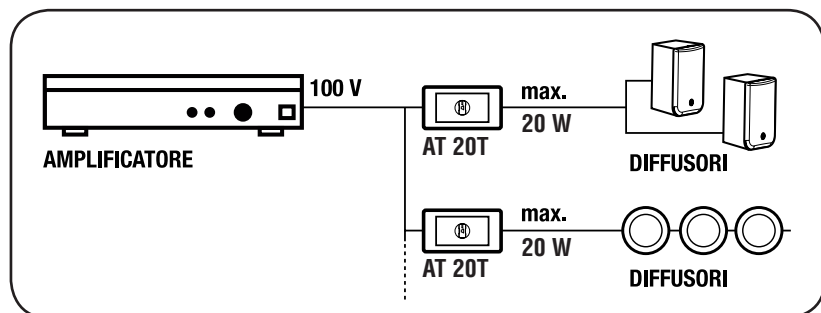 100 V
max.
20 W
AT 20T
AMPLIFICATORE
DIFFUSORI
max.
20 W
AT 20T
DIFFUSORI